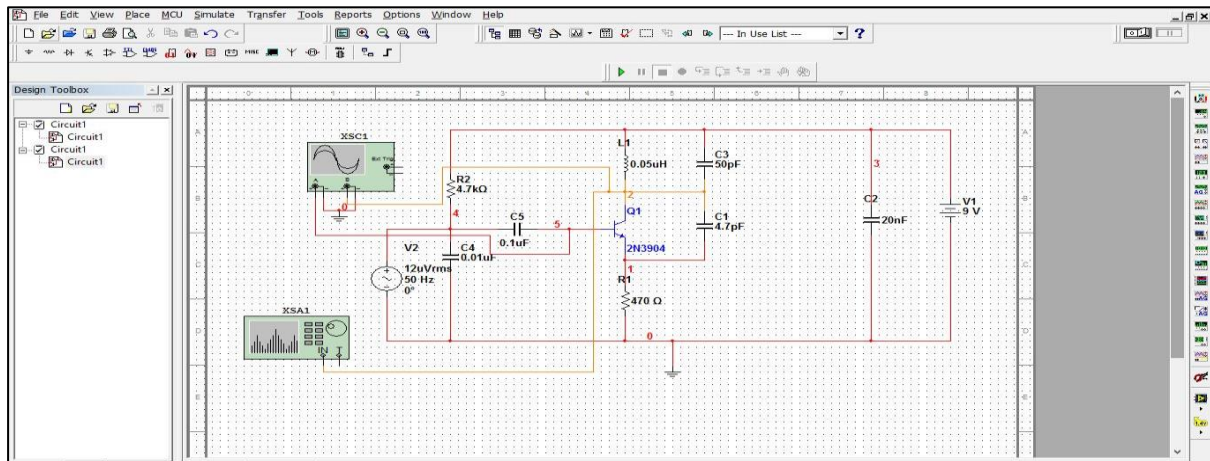 File Edit View Place MCU Simulate Transfer Tools Reports Options Window Help
--- In Use List ---
Design Toolbox
Circuit1
Circuit1
Circuit1
Circuit1
XSC1
Ext Trig
A B
R2
4.7kΩ
L1
0.05uH
C3
50pF
3
0
4
2
C5
0.1uF
5
Q1
2N3904
C1
4.7pF
C2
20nF
V1
9 V
V2
12uVrms
50 Hz
0°
C4
0.01uF
1
R1
470 Ω
XSA1
IN T
0